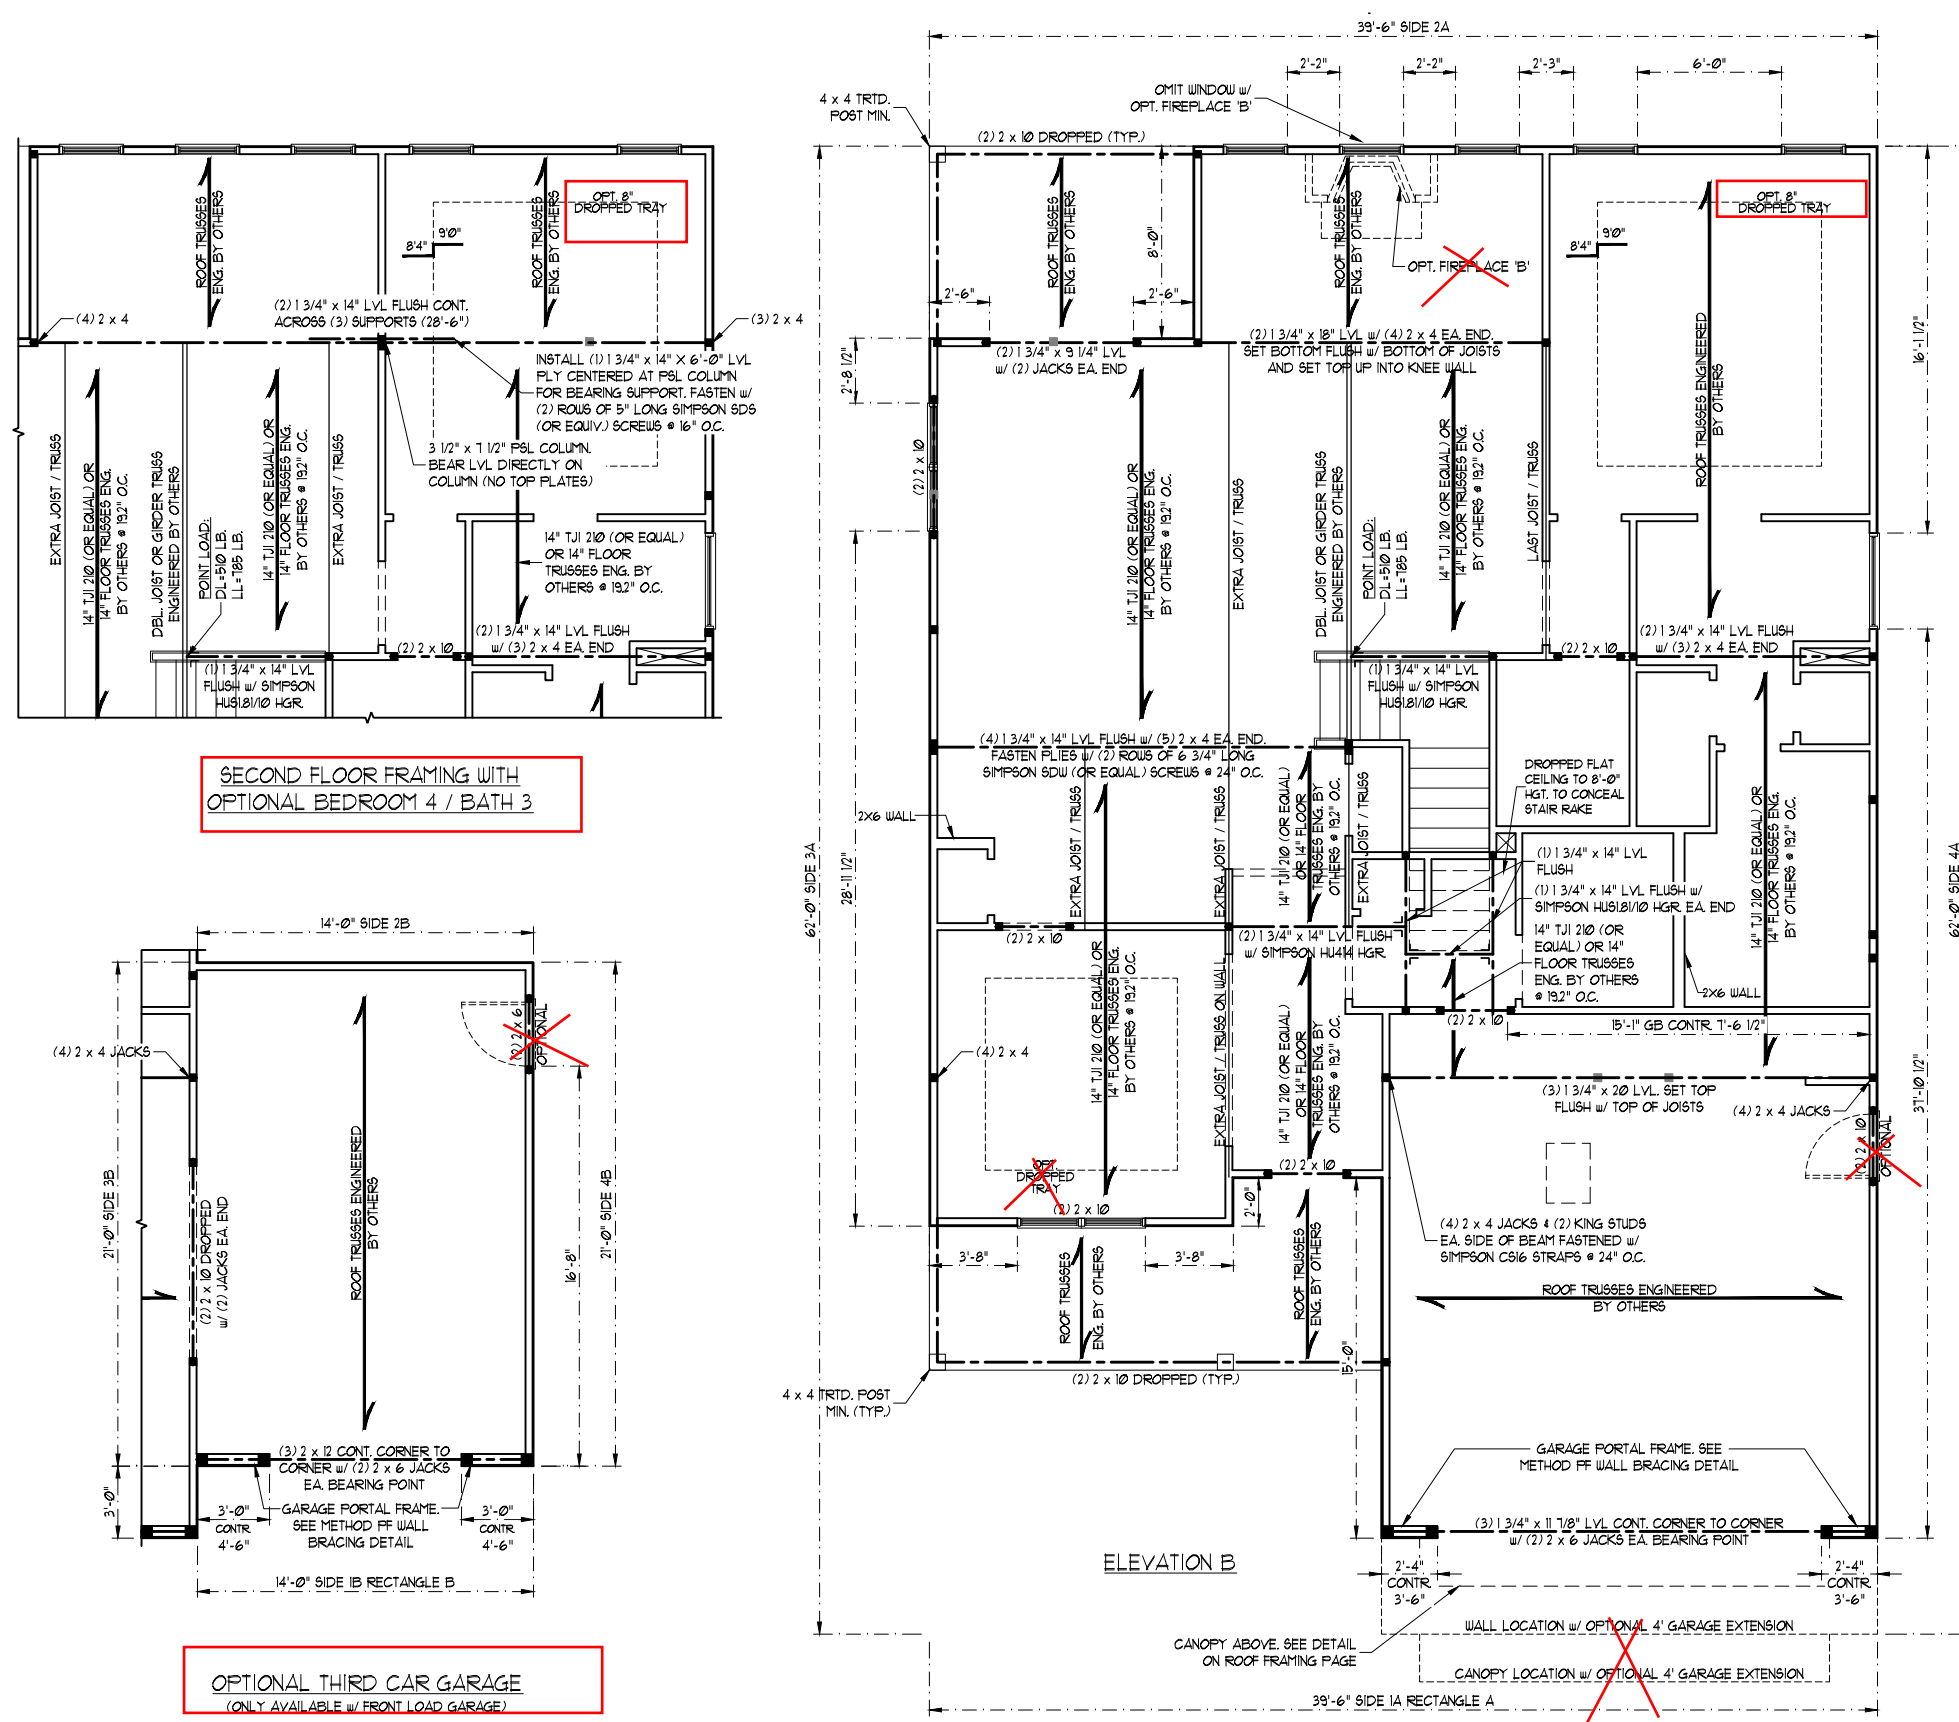 39'-6" SIDE 2A
2'-2"
2'-2"
2'-3"
6'-0"
OMIT WINDOW w/
OPT. FIREPLACE 'B'
4 x 4 TRTD.
POST MIN.
(2) 2 x 10 DROPPED (TYP.)
ROOF TRUSSES
ENG. BY OTHERS
ROOF TRUSSES
ENG. BY OTHERS
OPT. 8"
DROPPED TRAY
9'0"
8'4"
(2) 1 3/4" x 14" LVL FLUSH CONT.
ACROSS (3) SUPPORTS (28'-6")
(4) 2 x 4
(3) 2 x 4
INSTALL (1) 1 3/4" x 14" X 6'-0" LVL
PLY CENTERED AT PSL COLUMN
FOR BEARING SUPPORT. FASTEN w/
(2) ROWS OF 5" LONG SIMPSON SDS
(OR EQUIV.) SCREWS @ 16" O.C.
3 1/2" x 7 1/2" PSL COLUMN.
BEAR LVL DIRECTLY ON
COLUMN (NO TOP PLATES)
EXTRA JOIST / TRUSS
14" TJI 210 (OR EQUAL) OR
14" FLOOR TRUSSES ENG.
BY OTHERS @ 19.2" O.C.
DBL. JOIST OR GIRDER TRUSS
ENGINEERED BY OTHERS
POINT LOAD:
DL=510 LB.
LL=785 LB.
14" TJI 210 (OR EQUAL) OR
14" FLOOR TRUSSES ENG.
BY OTHERS @ 19.2" O.C.
EXTRA JOIST / TRUSS
14" TJI 210 (OR EQUAL)
OR 14" FLOOR
TRUSSES ENG. BY
OTHERS @ 19.2" O.C.
(2) 1 3/4" x 14" LVL FLUSH
w/ (3) 2 x 4 EA. END
(2) 2 x 10
(1) 1 3/4" x 14" LVL
FLUSH w/ SIMPSON
HUS1.81/10 HGR.
SECOND FLOOR FRAMING WITH
OPTIONAL BEDROOM 4 / BATH 3
14'-0" SIDE 2B
(4) 2 x 4 JACKS
(2) 2 x 6
OPTIONAL
21'-0" SIDE 3B
(2) 2 x 10 DROPPED
w/ (2) JACKS EA. END
ROOF TRUSSES ENGINEERED
BY OTHERS
16'-8"
21'-0" SIDE 4B
3'-0"
(3) 2 x 12 CONT. CORNER TO
CORNER w/ (2) 2 x 6 JACKS
EA. BEARING POINT
3'-0"
CONTR.
4'-6"
GARAGE PORTAL FRAME.
SEE METHOD PF WALL
BRACING DETAIL
3'-0"
CONTR.
4'-6"
14'-0" SIDE 1B RECTANGLE B
OPTIONAL THIRD CAR GARAGE
(ONLY AVAILABLE w/ FRONT LOAD GARAGE)
ROOF TRUSSES
ENG. BY OTHERS
8'-0"
2'-6"
2'-6"
ROOF TRUSSES
ENG. BY OTHERS
OPT. FIREPLACE 'B'
OPT. 8"
DROPPED TRAY
9'0"
8'4"
ROOF TRUSSES ENGINEERED
BY OTHERS
16'-1 1/2"
2'-8 1/2"
(2) 1 3/4" x 9 1/4" LVL
w/ (2) JACKS EA. END
(2) 1 3/4" x 18" LVL w/ (4) 2 x 4 EA. END.
SET BOTTOM FLUSH w/ BOTTOM OF JOISTS
AND SET TOP UP INTO KNEE WALL
(2) 2 x 10
14" TJI 210 (OR EQUAL) OR
14" FLOOR TRUSSES ENG.
BY OTHERS @ 19.2" O.C.
EXTRA JOIST / TRUSS
DBL. JOIST OR GIRDER TRUSS
ENGINEERED BY OTHERS
POINT LOAD:
DL=510 LB.
LL=785 LB.
14" TJI 210 (OR EQUAL) OR
14" FLOOR TRUSSES ENG.
BY OTHERS @ 19.2" O.C.
LAST JOIST / TRUSS
(2) 2 x 10
(2) 1 3/4" x 14" LVL FLUSH
w/ (3) 2 x 4 EA. END
(1) 1 3/4" x 14" LVL
FLUSH w/ SIMPSON
HUS1.81/10 HGR.
(4) 1 3/4" x 14" LVL FLUSH w/ (5) 2 x 4 EA. END.
FASTEN PLIES w/ (2) ROWS OF 6 3/4" LONG
SIMPSON SDW (OR EQUAL) SCREWS @ 24" O.C.
DROPPED FLAT
CEILING TO 8'-0"
HGT. TO CONCEAL
STAIR RAKE
2X6 WALL
EXTRA JOIST / TRUSS
EXTRA JOIST / TRUSS
14" TJI 210 (OR EQUAL)
OR 14" FLOOR
TRUSSES ENG. BY
OTHERS @ 19.2" O.C.
EXTRA JOIST / TRUSS
(1) 1 3/4" x 14" LVL
FLUSH
(1) 1 3/4" x 14" LVL FLUSH w/
SIMPSON HUS1.81/10 HGR. EA. END
14" TJI 210 (OR
EQUAL) OR 14"
FLOOR TRUSSES
ENG. BY OTHERS
@ 19.2" O.C.
14" TJI 210 (OR EQUAL) OR
14" FLOOR TRUSSES ENG.
BY OTHERS @ 19.2" O.C.
62'-0" SIDE 3A
28'-11 1/2"
62'-0" SIDE 4A
37'-10 1/2"
(2) 2 x 10
(2) 1 3/4" x 14" LVL FLUSH
w/ SIMPSON HU414 HGR.
2X6 WALL
(2) 2 x 10
15'-1" GB CONTR. 7'-6 1/2"
14" TJI 210 (OR EQUAL) OR
14" FLOOR TRUSSES ENG.
BY OTHERS @ 19.2" O.C.
EXTRA JOIST / TRUSS ON WALL
14" TJI 210 (OR EQUAL)
OR 14" FLOOR
TRUSSES ENG. BY
OTHERS @ 19.2" O.C.
(4) 2 x 4
(3) 1 3/4" x 20 LVL. SET TOP
FLUSH w/ TOP OF JOISTS
(4) 2 x 4 JACKS
(2) 2 x 10
OPTIONAL
OPT.
DROPPED
TRAY
(2) 2 x 10
(2) 2 x 10
2'-0"
(4) 2 x 4 JACKS & (2) KING STUDS
EA. SIDE OF BEAM FASTENED w/
SIMPSON CS16 STRAPS @ 24" O.C.
3'-8"
3'-8"
ROOF TRUSSES
ENG. BY OTHERS
ROOF TRUSSES
ENG. BY OTHERS
ROOF TRUSSES ENGINEERED
BY OTHERS
15'-0"
4 x 4 TRTD. POST
MIN. (TYP.)
(2) 2 x 10 DROPPED (TYP.)
GARAGE PORTAL FRAME. SEE
METHOD PF WALL BRACING DETAIL
(3) 1 3/4" x 11 7/8" LVL CONT. CORNER TO CORNER
w/ (2) 2 x 6 JACKS EA. BEARING POINT
ELEVATION B
2'-4"
CONTR.
3'-6"
2'-4"
CONTR.
3'-6"
WALL LOCATION w/ OPTIONAL 4' GARAGE EXTENSION
CANOPY ABOVE. SEE DETAIL
ON ROOF FRAMING PAGE
CANOPY LOCATION w/ OPTIONAL 4' GARAGE EXTENSION
39'-6" SIDE 1A RECTANGLE A